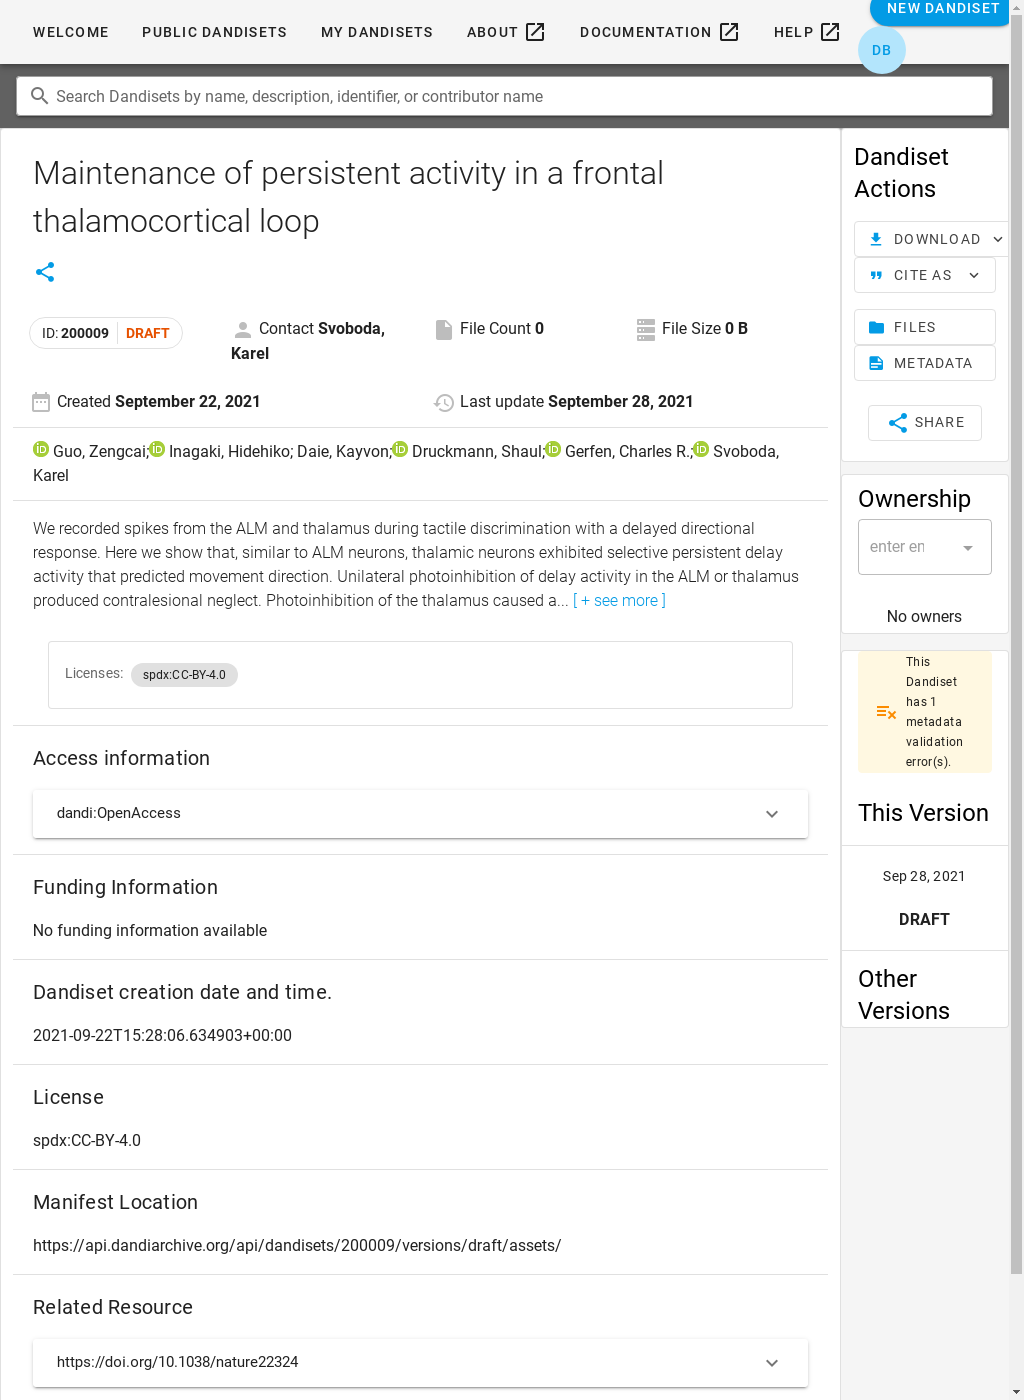 WELCOME
PUBLIC DANDISETS
MY DANDISETS
ABOUT
DOCUMENTATION
HELP
NEW DANDISET
DB
Search Dandisets by name, description, identifier, or contributor name
Maintenance of persistent activity in a frontal
thalamocortical loop
ID: 200009 DRAFT
Contact Svoboda,
Karel
File Count 0
File Size 0 B
Created September 22, 2021
Last update September 28, 2021
iD Guo, Zengcai; iD Inagaki, Hidehiko; Daie, Kayvon; iD Druckmann, Shaul; iD Gerfen, Charles R.; iD Svoboda,
Karel
We recorded spikes from the ALM and thalamus during tactile discrimination with a delayed directional
response. Here we show that, similar to ALM neurons, thalamic neurons exhibited selective persistent delay
activity that predicted movement direction. Unilateral photoinhibition of delay activity in the ALM or thalamus
produced contralesional neglect. Photoinhibition of the thalamus caused a... [ + see more ]
Licenses: spdx:CC-BY-4.0
Access information
dandi:OpenAccess
Funding Information
No funding information available
Dandiset creation date and time.
2021-09-22T15:28:06.634903+00:00
License
spdx:CC-BY-4.0
Manifest Location
https://api.dandiarchive.org/api/dandisets/200009/versions/draft/assets/
Related Resource
https://doi.org/10.1038/nature22324
Dandiset
Actions
DOWNLOAD
CITE AS
FILES
METADATA
SHARE
Ownership
enter en
No owners
This
Dandiset
has 1
metadata
validation
error(s).
This Version
Sep 28, 2021
DRAFT
Other
Versions